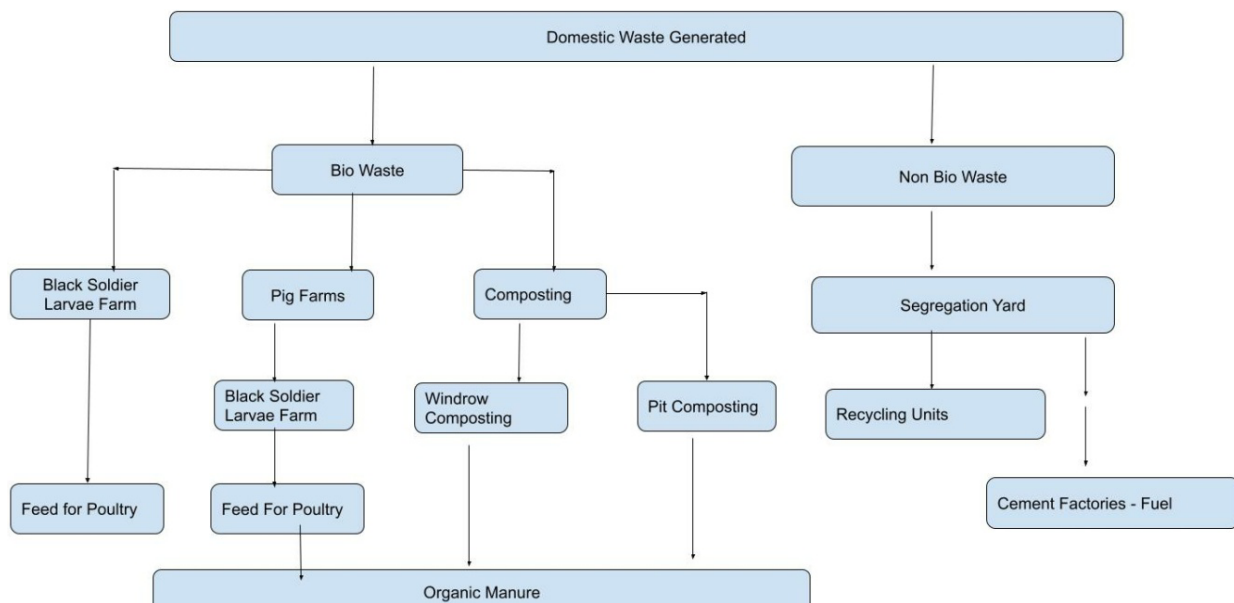 Domestic Waste Generated
Bio Waste
Non Bio Waste
Black Soldier
Larvae Farm
Pig Farms
Composting
Segregation Yard
Black Soldier
Larvae Farm
Windrow
Composting
Pit Composting
Recycling Units
Feed for Poultry
Feed For Poultry
Cement Factories - Fuel
Organic Manure